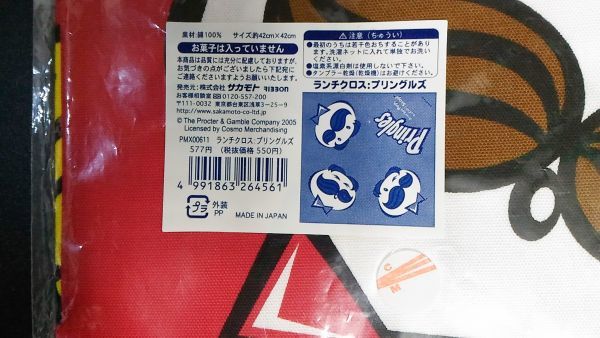 素材:綿100% サイズ:約42cm×42cm
お菓子は入っていません
本商品は品質には充分に配慮しておりますが、
お気づきの点がございましたら下記宛に
ご連絡くださいますようお願いいたします。
発売元:株式会社 サカモト RIBBON
お客様相談室 0120-557-200
〒111-0032 東京都台東区浅草3-25-9
http://www.sakamoto-co-ltd.jp
© The Procter & Gamble Company 2005
Licensed by Cosmo Merchandising
PMX00611 ランチクロス:プリングルズ
577円 (税抜価格 550円)
4 991863 264561
プラ
外装
PP
MADE IN JAPAN
⚠注意(ちゅうい)
●最初のうちは若干色おちすることがあり
ます。洗濯ネットに入れて単独でお洗い
ください。
●塩素系漂白剤は使用しないで下さい。
●タンブラー乾燥(乾燥機)はお避けください。
ランチクロス:プリングルズ
Pringles
C
M